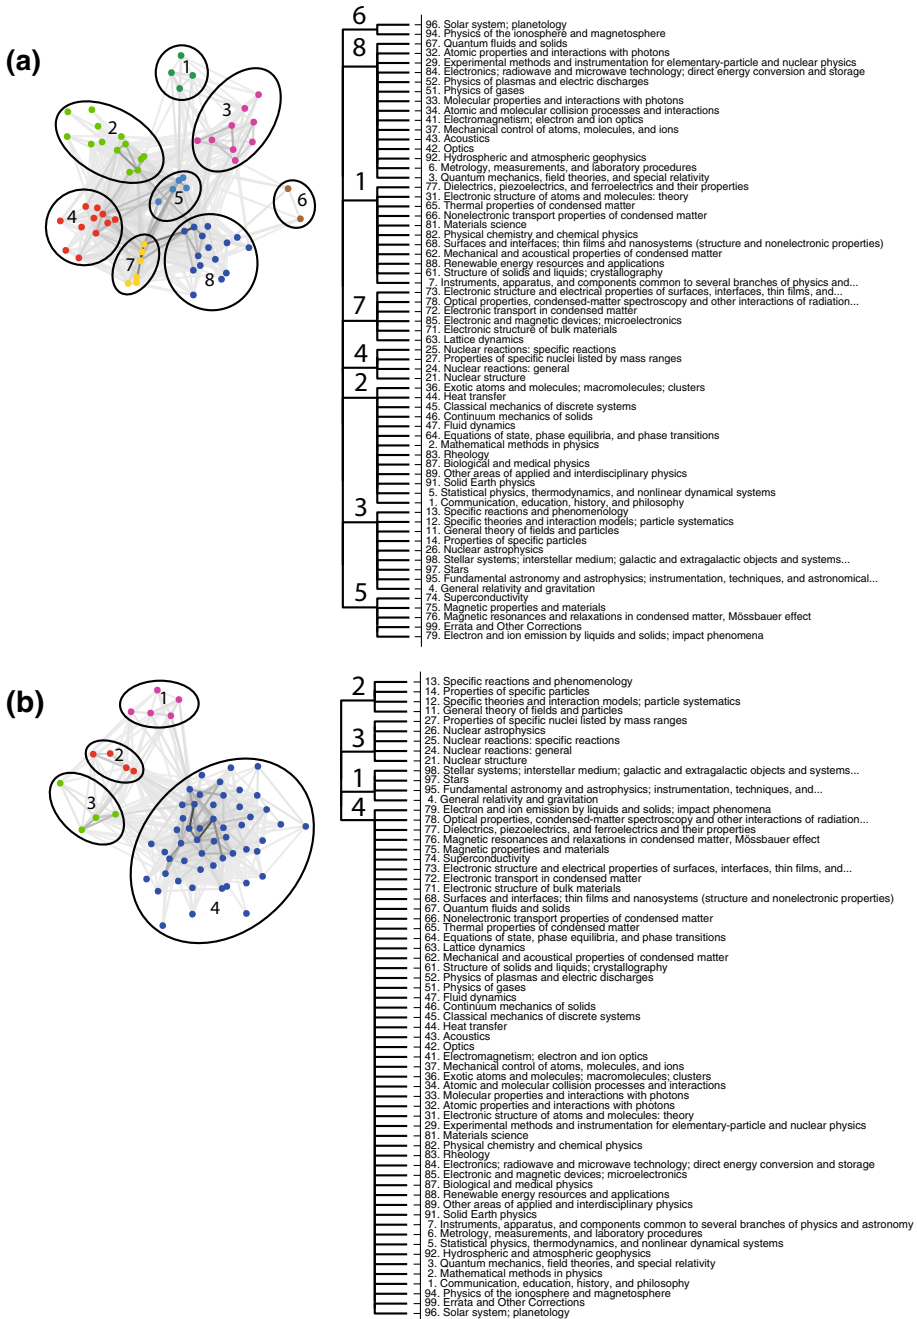 (a)
1
2
3
4
5
6
7
8
6
8
1
7
4
2
3
5
96. Solar system; planetology
94. Physics of the ionosphere and magnetosphere
67. Quantum fluids and solids
32. Atomic properties and interactions with photons
29. Experimental methods and instrumentation for elementary-particle and nuclear physics
84. Electronics; radiowave and microwave technology; direct energy conversion and storage
52. Physics of plasmas and electric discharges
51. Physics of gases
33. Molecular properties and interactions with photons
34. Atomic and molecular collision processes and interactions
41. Electromagnetism; electron and ion optics
37. Mechanical control of atoms, molecules, and ions
43. Acoustics
42. Optics
92. Hydrospheric and atmospheric geophysics
6. Metrology, measurements, and laboratory procedures
3. Quantum mechanics, field theories, and special relativity
77. Dielectrics, piezoelectrics, and ferroelectrics and their properties
31. Electronic structure of atoms and molecules: theory
65. Thermal properties of condensed matter
66. Nonelectronic transport properties of condensed matter
81. Materials science
82. Physical chemistry and chemical physics
68. Surfaces and interfaces; thin films and nanosystems (structure and nonelectronic properties)
62. Mechanical and acoustical properties of condensed matter
88. Renewable energy resources and applications
61. Structure of solids and liquids; crystallography
7. Instruments, apparatus, and components common to several branches of physics and...
73. Electronic structure and electrical properties of surfaces, interfaces, thin films, and...
78. Optical properties, condensed-matter spectroscopy and other interactions of radiation...
72. Electronic transport in condensed matter
85. Electronic and magnetic devices; microelectronics
71. Electronic structure of bulk materials
63. Lattice dynamics
25. Nuclear reactions: specific reactions
27. Properties of specific nuclei listed by mass ranges
24. Nuclear reactions: general
21. Nuclear structure
36. Exotic atoms and molecules; macromolecules; clusters
44. Heat transfer
45. Classical mechanics of discrete systems
46. Continuum mechanics of solids
47. Fluid dynamics
64. Equations of state, phase equilibria, and phase transitions
2. Mathematical methods in physics
83. Rheology
87. Biological and medical physics
89. Other areas of applied and interdisciplinary physics
91. Solid Earth physics
5. Statistical physics, thermodynamics, and nonlinear dynamical systems
1. Communication, education, history, and philosophy
13. Specific reactions and phenomenology
12. Specific theories and interaction models; particle systematics
11. General theory of fields and particles
14. Properties of specific particles
26. Nuclear astrophysics
98. Stellar systems; interstellar medium; galactic and extragalactic objects and systems...
97. Stars
95. Fundamental astronomy and astrophysics; instrumentation, techniques, and astronomical...
4. General relativity and gravitation
74. Superconductivity
75. Magnetic properties and materials
76. Magnetic resonances and relaxations in condensed matter, Mössbauer effect
99. Errata and Other Corrections
79. Electron and ion emission by liquids and solids; impact phenomena
(b)
1
2
3
4
2
3
1
4
13. Specific reactions and phenomenology
14. Properties of specific particles
12. Specific theories and interaction models; particle systematics
11. General theory of fields and particles
27. Properties of specific nuclei listed by mass ranges
26. Nuclear astrophysics
25. Nuclear reactions: specific reactions
24. Nuclear reactions: general
21. Nuclear structure
98. Stellar systems; interstellar medium; galactic and extragalactic objects and systems...
97. Stars
95. Fundamental astronomy and astrophysics; instrumentation, techniques, and...
4. General relativity and gravitation
79. Electron and ion emission by liquids and solids; impact phenomena
78. Optical properties, condensed-matter spectroscopy and other interactions of radiation...
77. Dielectrics, piezoelectrics, and ferroelectrics and their properties
76. Magnetic resonances and relaxations in condensed matter, Mössbauer effect
75. Magnetic properties and materials
74. Superconductivity
73. Electronic structure and electrical properties of surfaces, interfaces, thin films, and...
72. Electronic transport in condensed matter
71. Electronic structure of bulk materials
68. Surfaces and interfaces; thin films and nanosystems (structure and nonelectronic properties)
67. Quantum fluids and solids
66. Nonelectronic transport properties of condensed matter
65. Thermal properties of condensed matter
64. Equations of state, phase equilibria, and phase transitions
63. Lattice dynamics
62. Mechanical and acoustical properties of condensed matter
61. Structure of solids and liquids; crystallography
52. Physics of plasmas and electric discharges
51. Physics of gases
47. Fluid dynamics
46. Continuum mechanics of solids
45. Classical mechanics of discrete systems
44. Heat transfer
43. Acoustics
42. Optics
41. Electromagnetism; electron and ion optics
37. Mechanical control of atoms, molecules, and ions
36. Exotic atoms and molecules; macromolecules; clusters
34. Atomic and molecular collision processes and interactions
33. Molecular properties and interactions with photons
32. Atomic properties and interactions with photons
31. Electronic structure of atoms and molecules: theory
29. Experimental methods and instrumentation for elementary-particle and nuclear physics
81. Materials science
82. Physical chemistry and chemical physics
83. Rheology
84. Electronics; radiowave and microwave technology; direct energy conversion and storage
85. Electronic and magnetic devices; microelectronics
87. Biological and medical physics
88. Renewable energy resources and applications
89. Other areas of applied and interdisciplinary physics
91. Solid Earth physics
7. Instruments, apparatus, and components common to several branches of physics and astronomy
6. Metrology, measurements, and laboratory procedures
5. Statistical physics, thermodynamics, and nonlinear dynamical systems
92. Hydrospheric and atmospheric geophysics
3. Quantum mechanics, field theories, and special relativity
2. Mathematical methods in physics
1. Communication, education, history, and philosophy
94. Physics of the ionosphere and magnetosphere
99. Errata and Other Corrections
96. Solar system; planetology